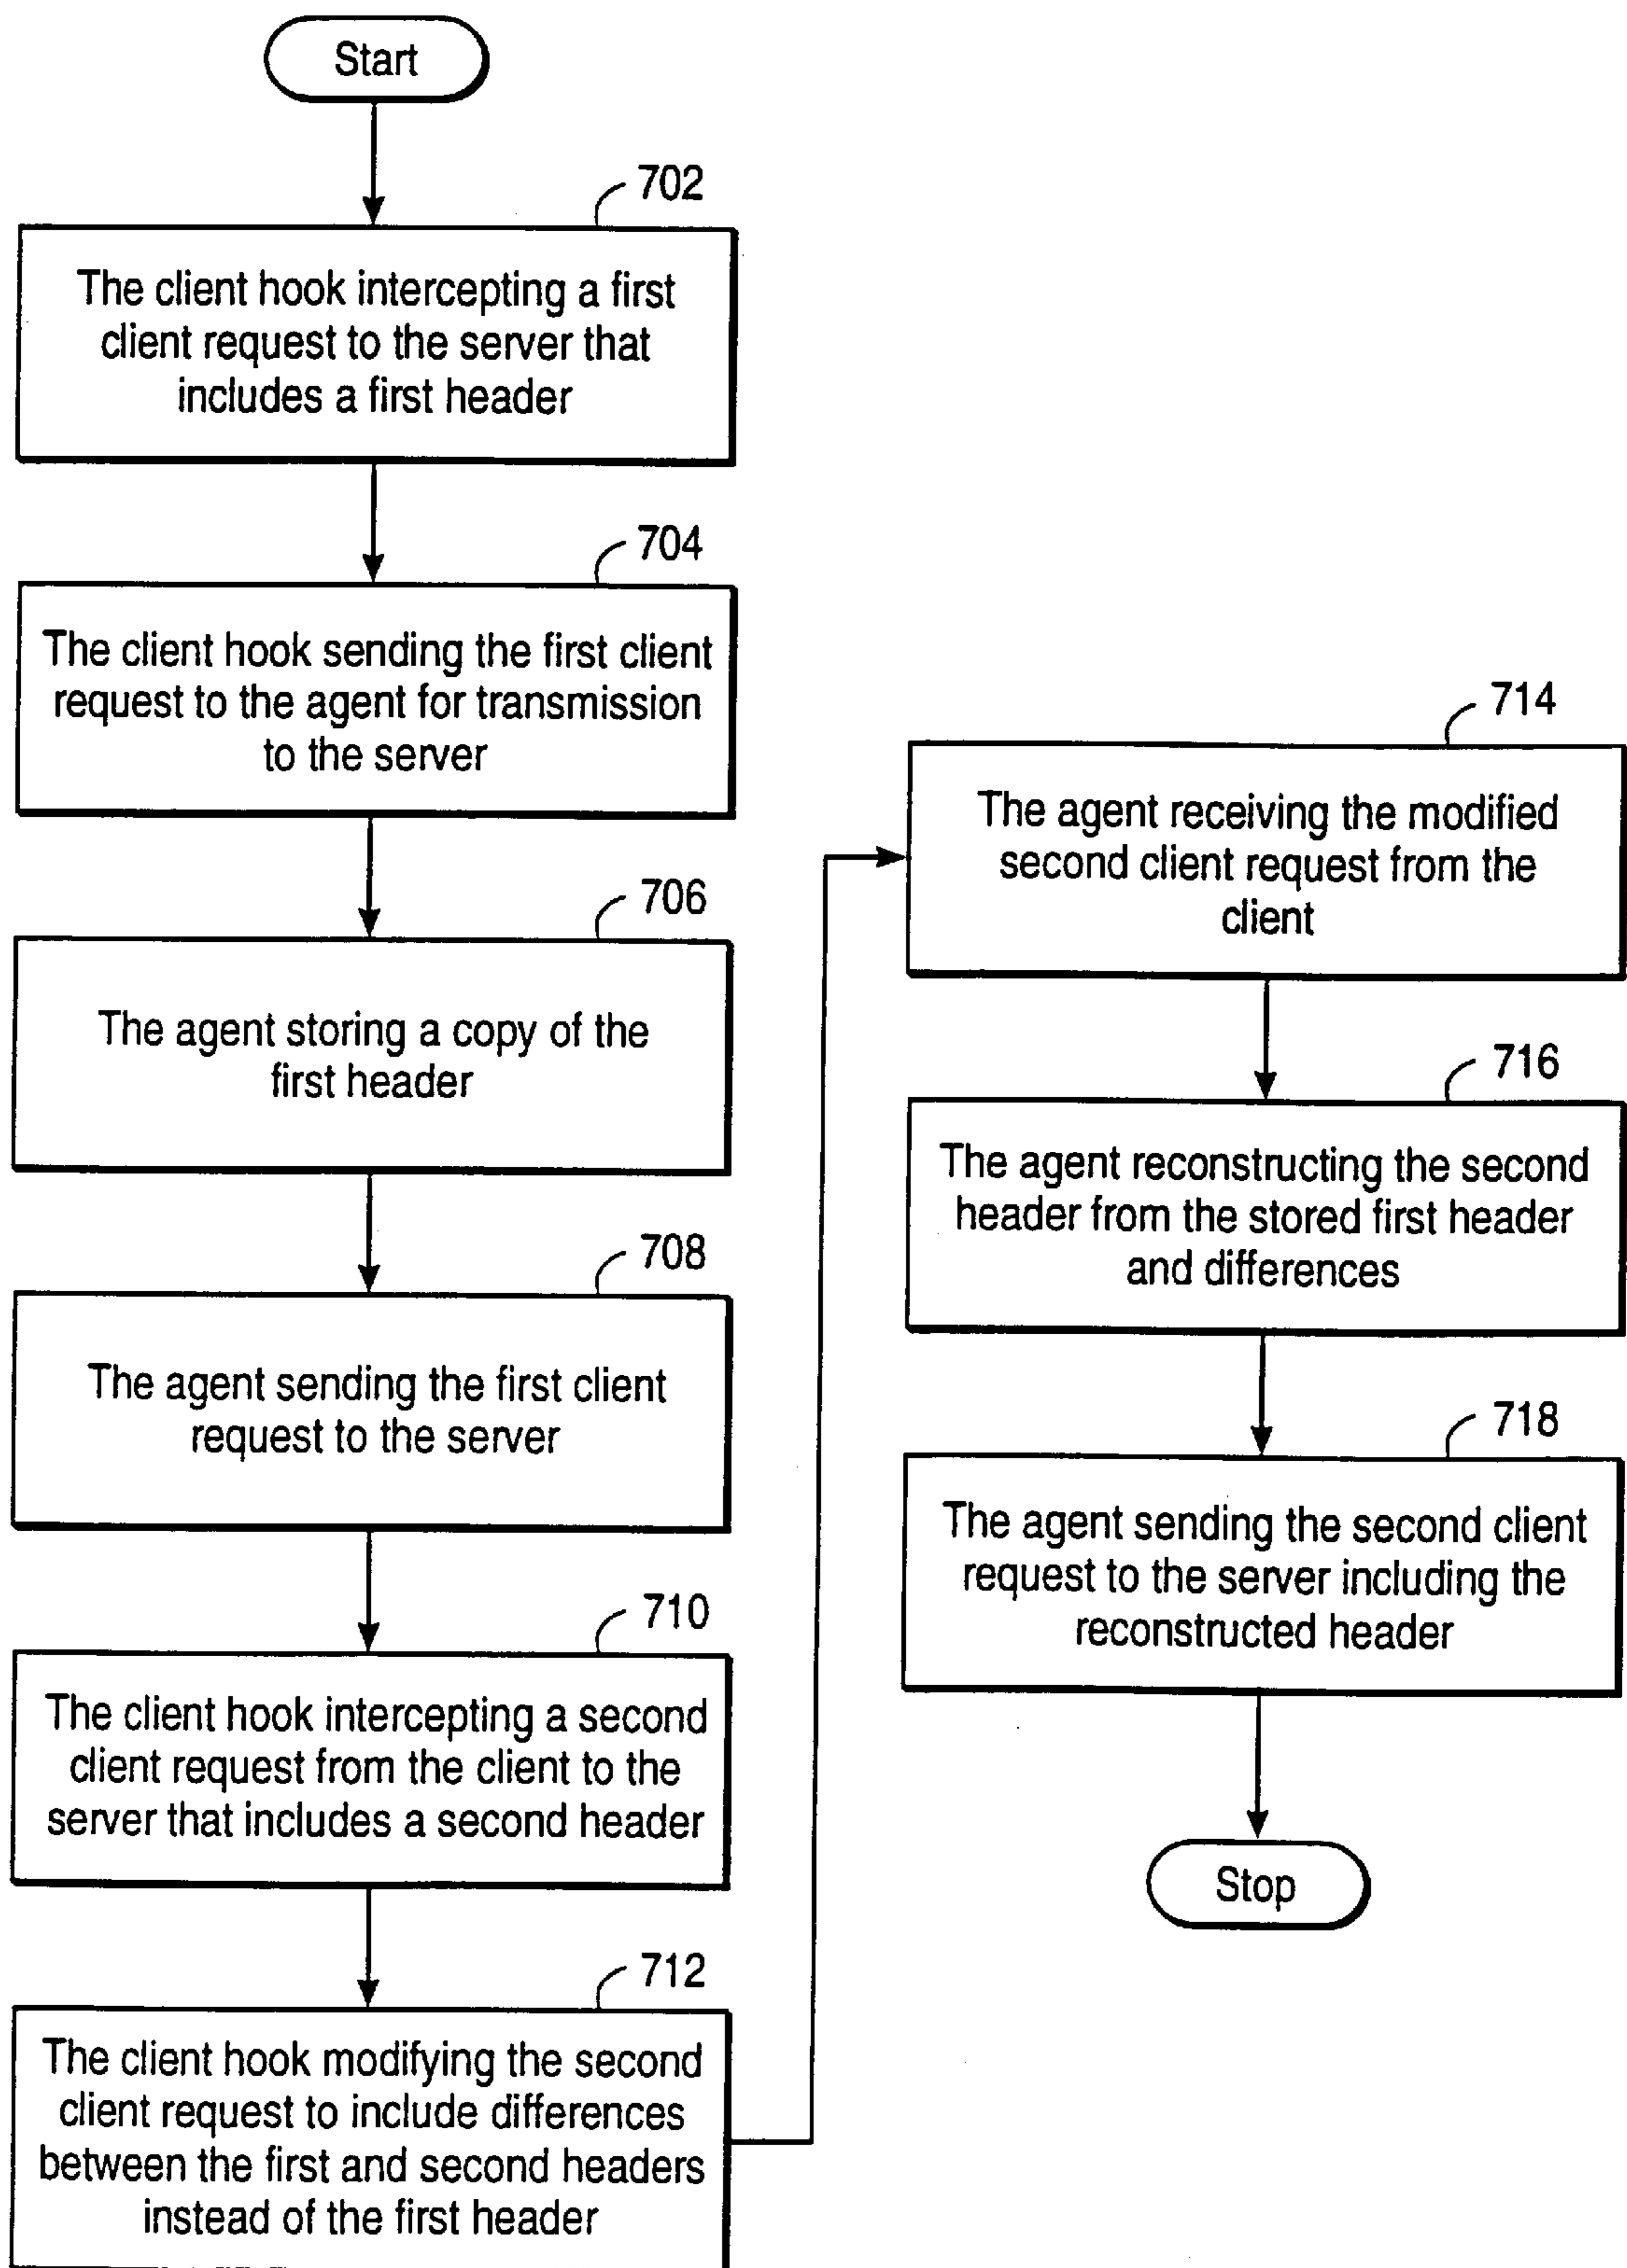 Start
702
The client hook intercepting a first
client request to the server that
includes a first header
704
The client hook sending the first client
request to the agent for transmission
to the server
706
The agent storing a copy of the
first header
708
The agent sending the first client
request to the server
710
The client hook intercepting a second
client request from the client to the
server that includes a second header
712
The client hook modifying the second
client request to include differences
between the first and second headers
instead of the first header
714
The agent receiving the modified
second client request from the
client
716
The agent reconstructing the second
header from the stored first header
and differences
718
The agent sending the second client
request to the server including the
reconstructed header
Stop